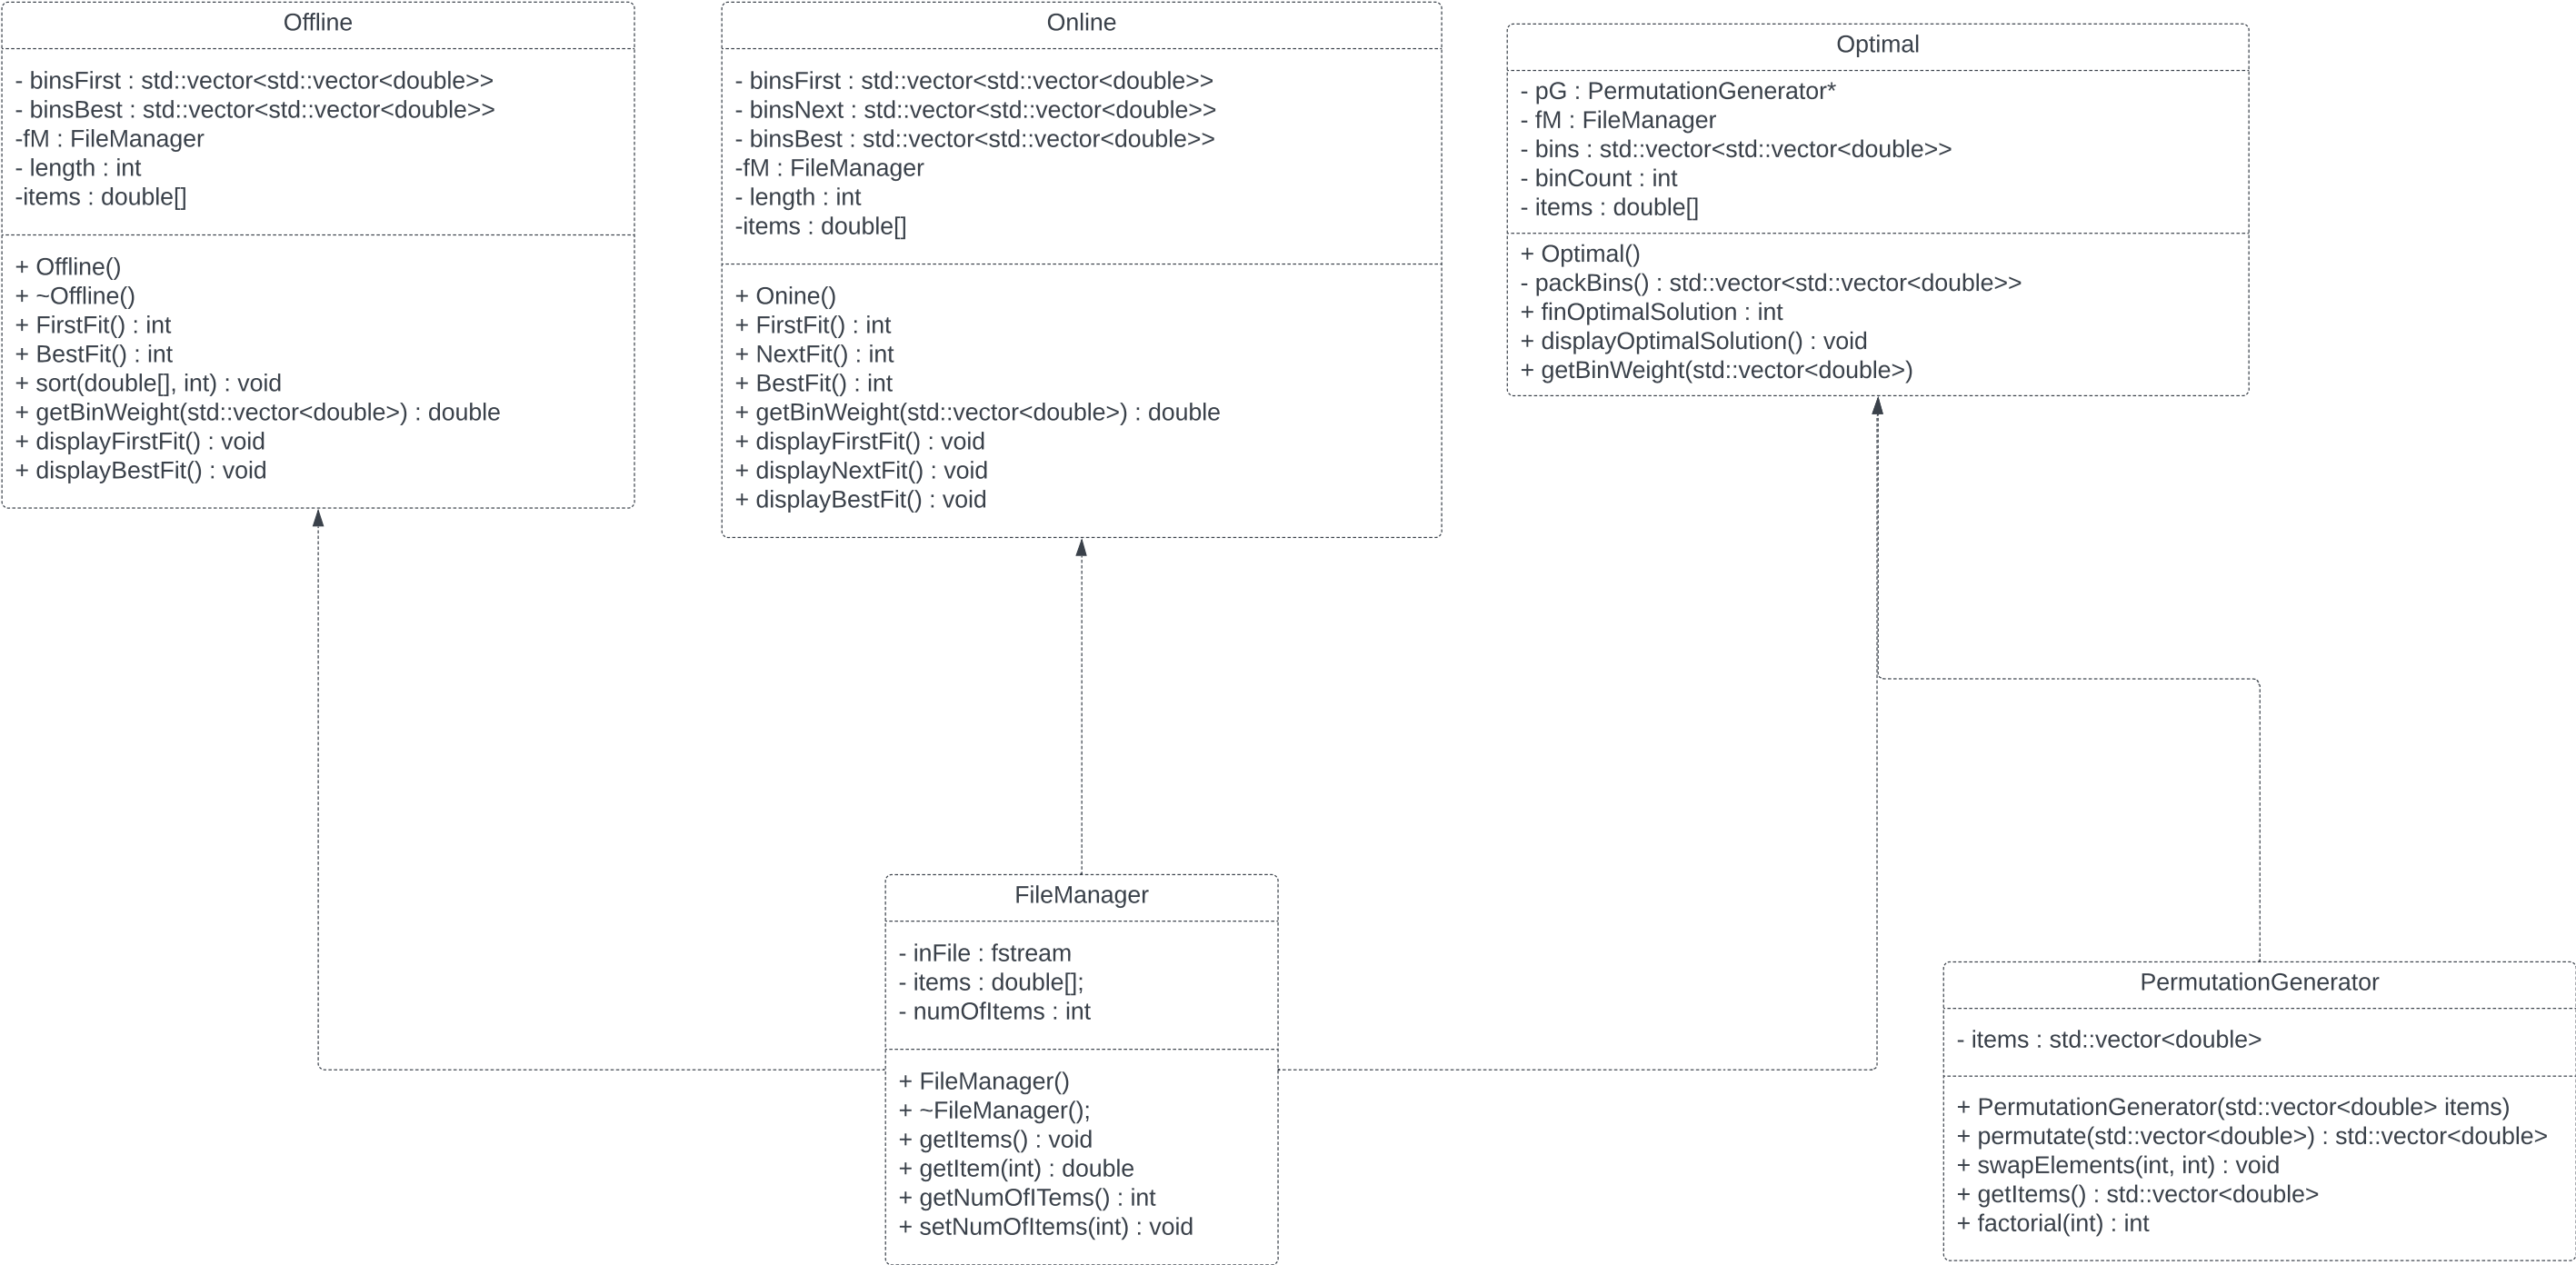 Offline
- binsFirst : std::vector<std::vector<double>>
- binsBest : std::vector<std::vector<double>>
-fM : FileManager
- length : int
-items : double[]
+ Offline()
+ ~Offline()
+ FirstFit() : int
+ BestFit() : int
+ sort(double[], int) : void
+ getBinWeight(std::vector<double>) : double
+ displayFirstFit() : void
+ displayBestFit() : void
Online
- binsFirst : std::vector<std::vector<double>>
- binsNext : std::vector<std::vector<double>>
- binsBest : std::vector<std::vector<double>>
-fM : FileManager
- length : int
-items : double[]
+ Onine()
+ FirstFit() : int
+ NextFit() : int
+ BestFit() : int
+ getBinWeight(std::vector<double>) : double
+ displayFirstFit() : void
+ displayNextFit() : void
+ displayBestFit() : void
Optimal
- pG : PermutationGenerator*
- fM : FileManager
- bins : std::vector<std::vector<double>>
- binCount : int
- items : double[]
+ Optimal()
- packBins() : std::vector<std::vector<double>>
+ finOptimalSolution : int
+ displayOptimalSolution() : void
+ getBinWeight(std::vector<double>)
FileManager
- inFile : fstream
- items : double[];
- numOfItems : int
+ FileManager()
+ ~FileManager();
+ getItems() : void
+ getItem(int) : double
+ getNumOfITems() : int
+ setNumOfItems(int) : void
PermutationGenerator
- items : std::vector<double>
+ PermutationGenerator(std::vector<double> items)
+ permutate(std::vector<double>) : std::vector<double>
+ swapElements(int, int) : void
+ getItems() : std::vector<double>
+ factorial(int) : int